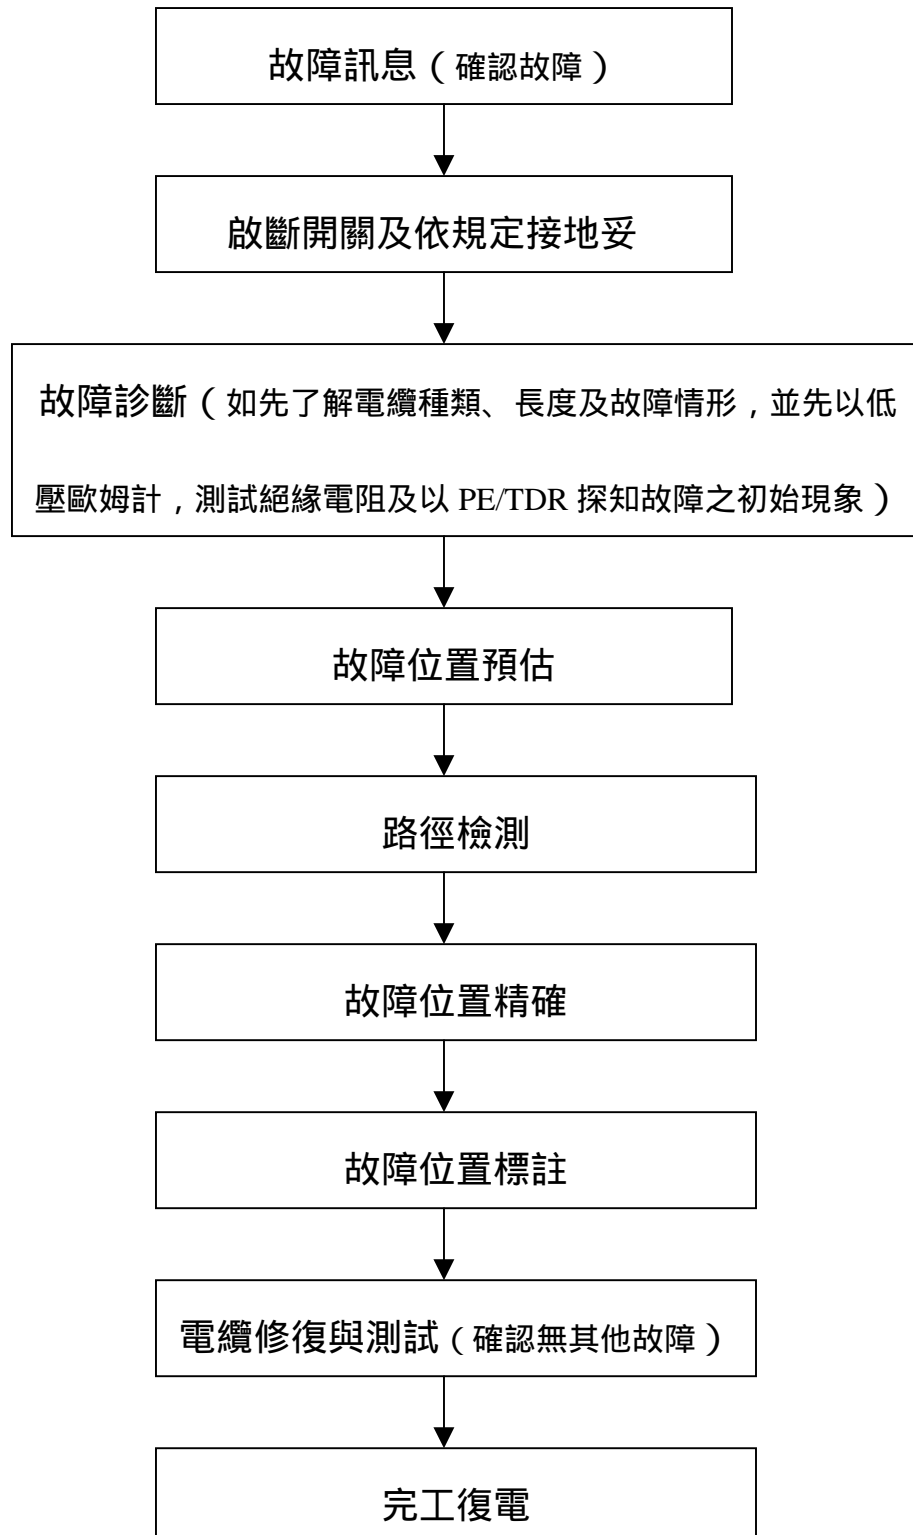 故障訊息（確認故障）
啟斷開關及依規定接地妥
故障診斷（如先了解電纜種類、長度及故障情形，並先以低
壓歐姆計，測試絕緣電阻及以 PE/TDR 探知故障之初始現象）
故障位置預估
路徑檢測
故障位置精確
故障位置標註
電纜修復與測試（確認無其他故障）
完工復電